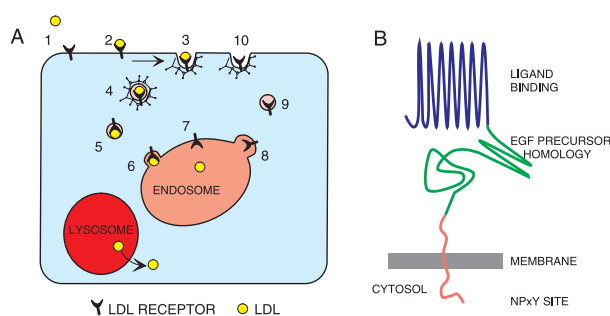 A
1
2
3
10
4
9
5
6
7
8
ENDOSOME
LYSOSOME
LDL RECEPTOR
LDL
B
LIGAND
BINDING
EGF PRECURSOR
HOMOLOGY
MEMBRANE
CYTOSOL
NPxY SITE